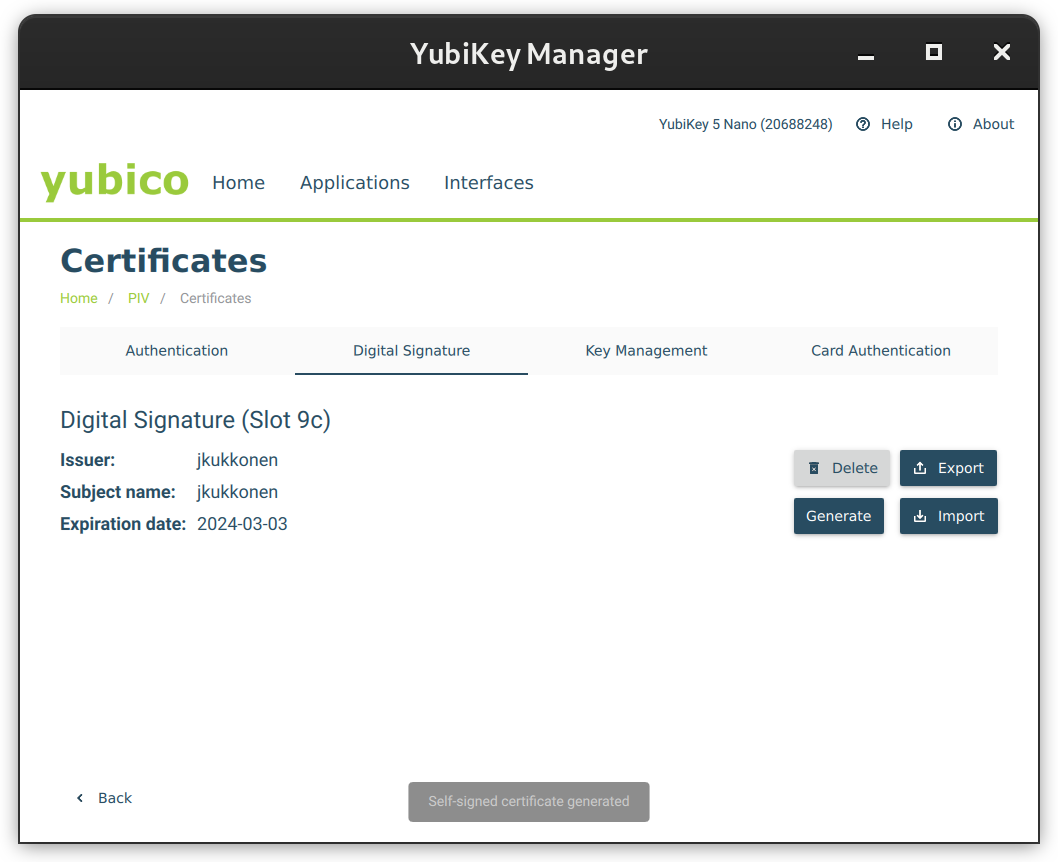 YubiKey Manager
YubiKey 5 Nano (20688248) Help About
yubico Home Applications Interfaces
Certificates
Home / PIV / Certificates
Authentication Digital Signature Key Management Card Authentication
Digital Signature (Slot 9c)
Issuer: jkukkonen
Delete Export
Subject name: jkukkonen
Generate Import
Expiration date: 2024-03-03
Back
Self-signed certificate generated